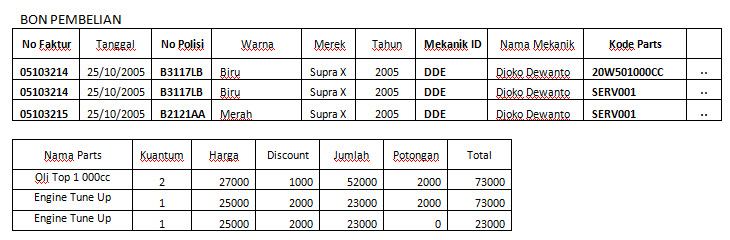 BON PEMBELIAN
No Faktur Tanggal No Polisi Warna Merek Tahun Mekanik ID Nama Mekanik Kode Parts
05103214 25/10/2005 B3117LB Biru Supra X 2005 DDE Djoko Dewanto 20W501000CC ..
05103214 25/10/2005 B3117LB Biru Supra X 2005 DDE Djoko Dewanto SERV001 ..
05103215 25/10/2005 B2121AA Merah Supra X 2005 DDE Djoko Dewanto SERV001 ..
Nama Parts Kuantum Harga Discount Jumlah Potongan Total
Oli Top 1 000cc 2 27000 1000 52000 2000 73000
Engine Tune Up 1 25000 2000 23000 2000 73000
Engine Tune Up 1 25000 2000 23000 0 23000